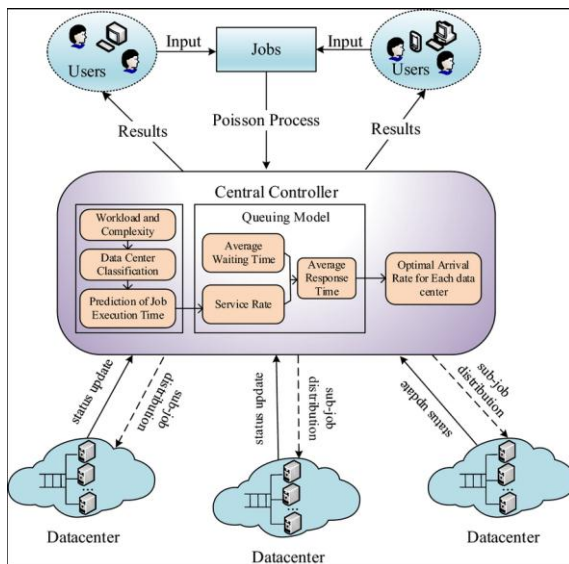 Users
Input
Jobs
Input
Users
Results
Poisson Process
Results
Central Controller
Workload and
Complexity
Data Center
Classification
Prediction of Job
Execution Time
Queuing Model
Average
Waiting Time
Service Rate
Average
Response
Time
Optimal Arrival
Rate for Each data
center
status update
sub-job
distribution
status update
sub-job
distribution
status update
sub-job
distribution
...
Datacenter
...
Datacenter
...
Datacenter